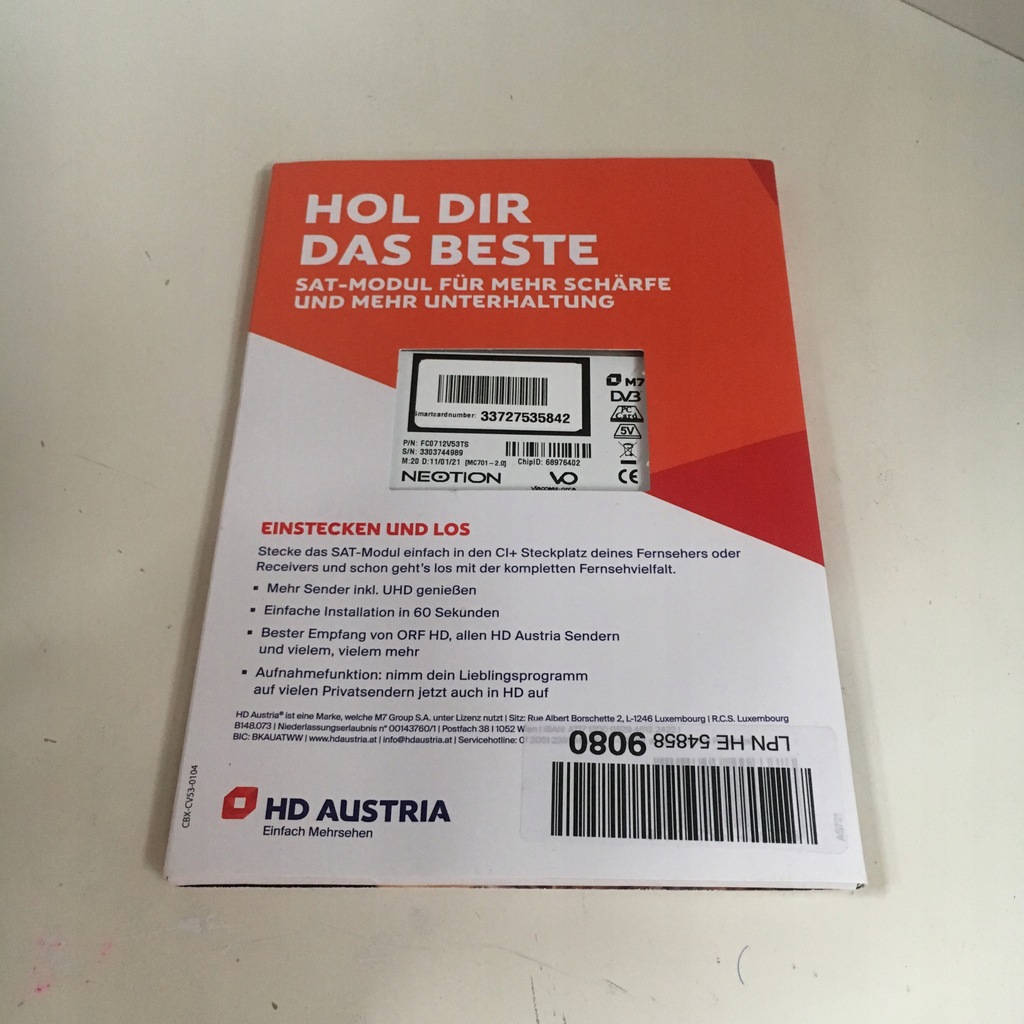 HOL DIR
DAS BESTE
SAT-MODUL FÜR MEHR SCHÄRFE
UND MEHR UNTERHALTUNG
Smartcardnumber: 33727535842
M7
DVB
PC
Card
5V
P/N: FC0712V53TS
S/N: 3303744989
M:20 D:11/01/21 [MC701-2.0] ChipID: 68976402
NEOTION
VO
viaccess-orca
CE
EINSTECKEN UND LOS
Stecke das SAT-Modul einfach in den CI+ Steckplatz deines Fernsehers oder
Receivers und schon geht's los mit der kompletten Fernsehvielfalt.
▪ Mehr Sender inkl. UHD genießen
▪ Einfache Installation in 60 Sekunden
▪ Bester Empfang von ORF HD, allen HD Austria Sendern
und vielem, vielem mehr
▪ Aufnahmefunktion: nimm dein Lieblingsprogramm
auf vielen Privatsendern jetzt auch in HD auf
HD Austria® ist eine Marke, welche M7 Group S.A. unter Lizenz nutzt | Sitz: Rue Albert Borschette 2, L-1246 Luxembourg | R.C.S. Luxembourg
B148.073 | Niederlassungserlaubnis n° 00143760/1 | Postfach 38 | 1052 Wien
BIC: BKAUATWW | www.hdaustria.at | info@hdaustria.at | Servicehotline:
LPN HE 54858 9080
CBX-CV53-0104
HD AUSTRIA
Einfach Mehrsehen